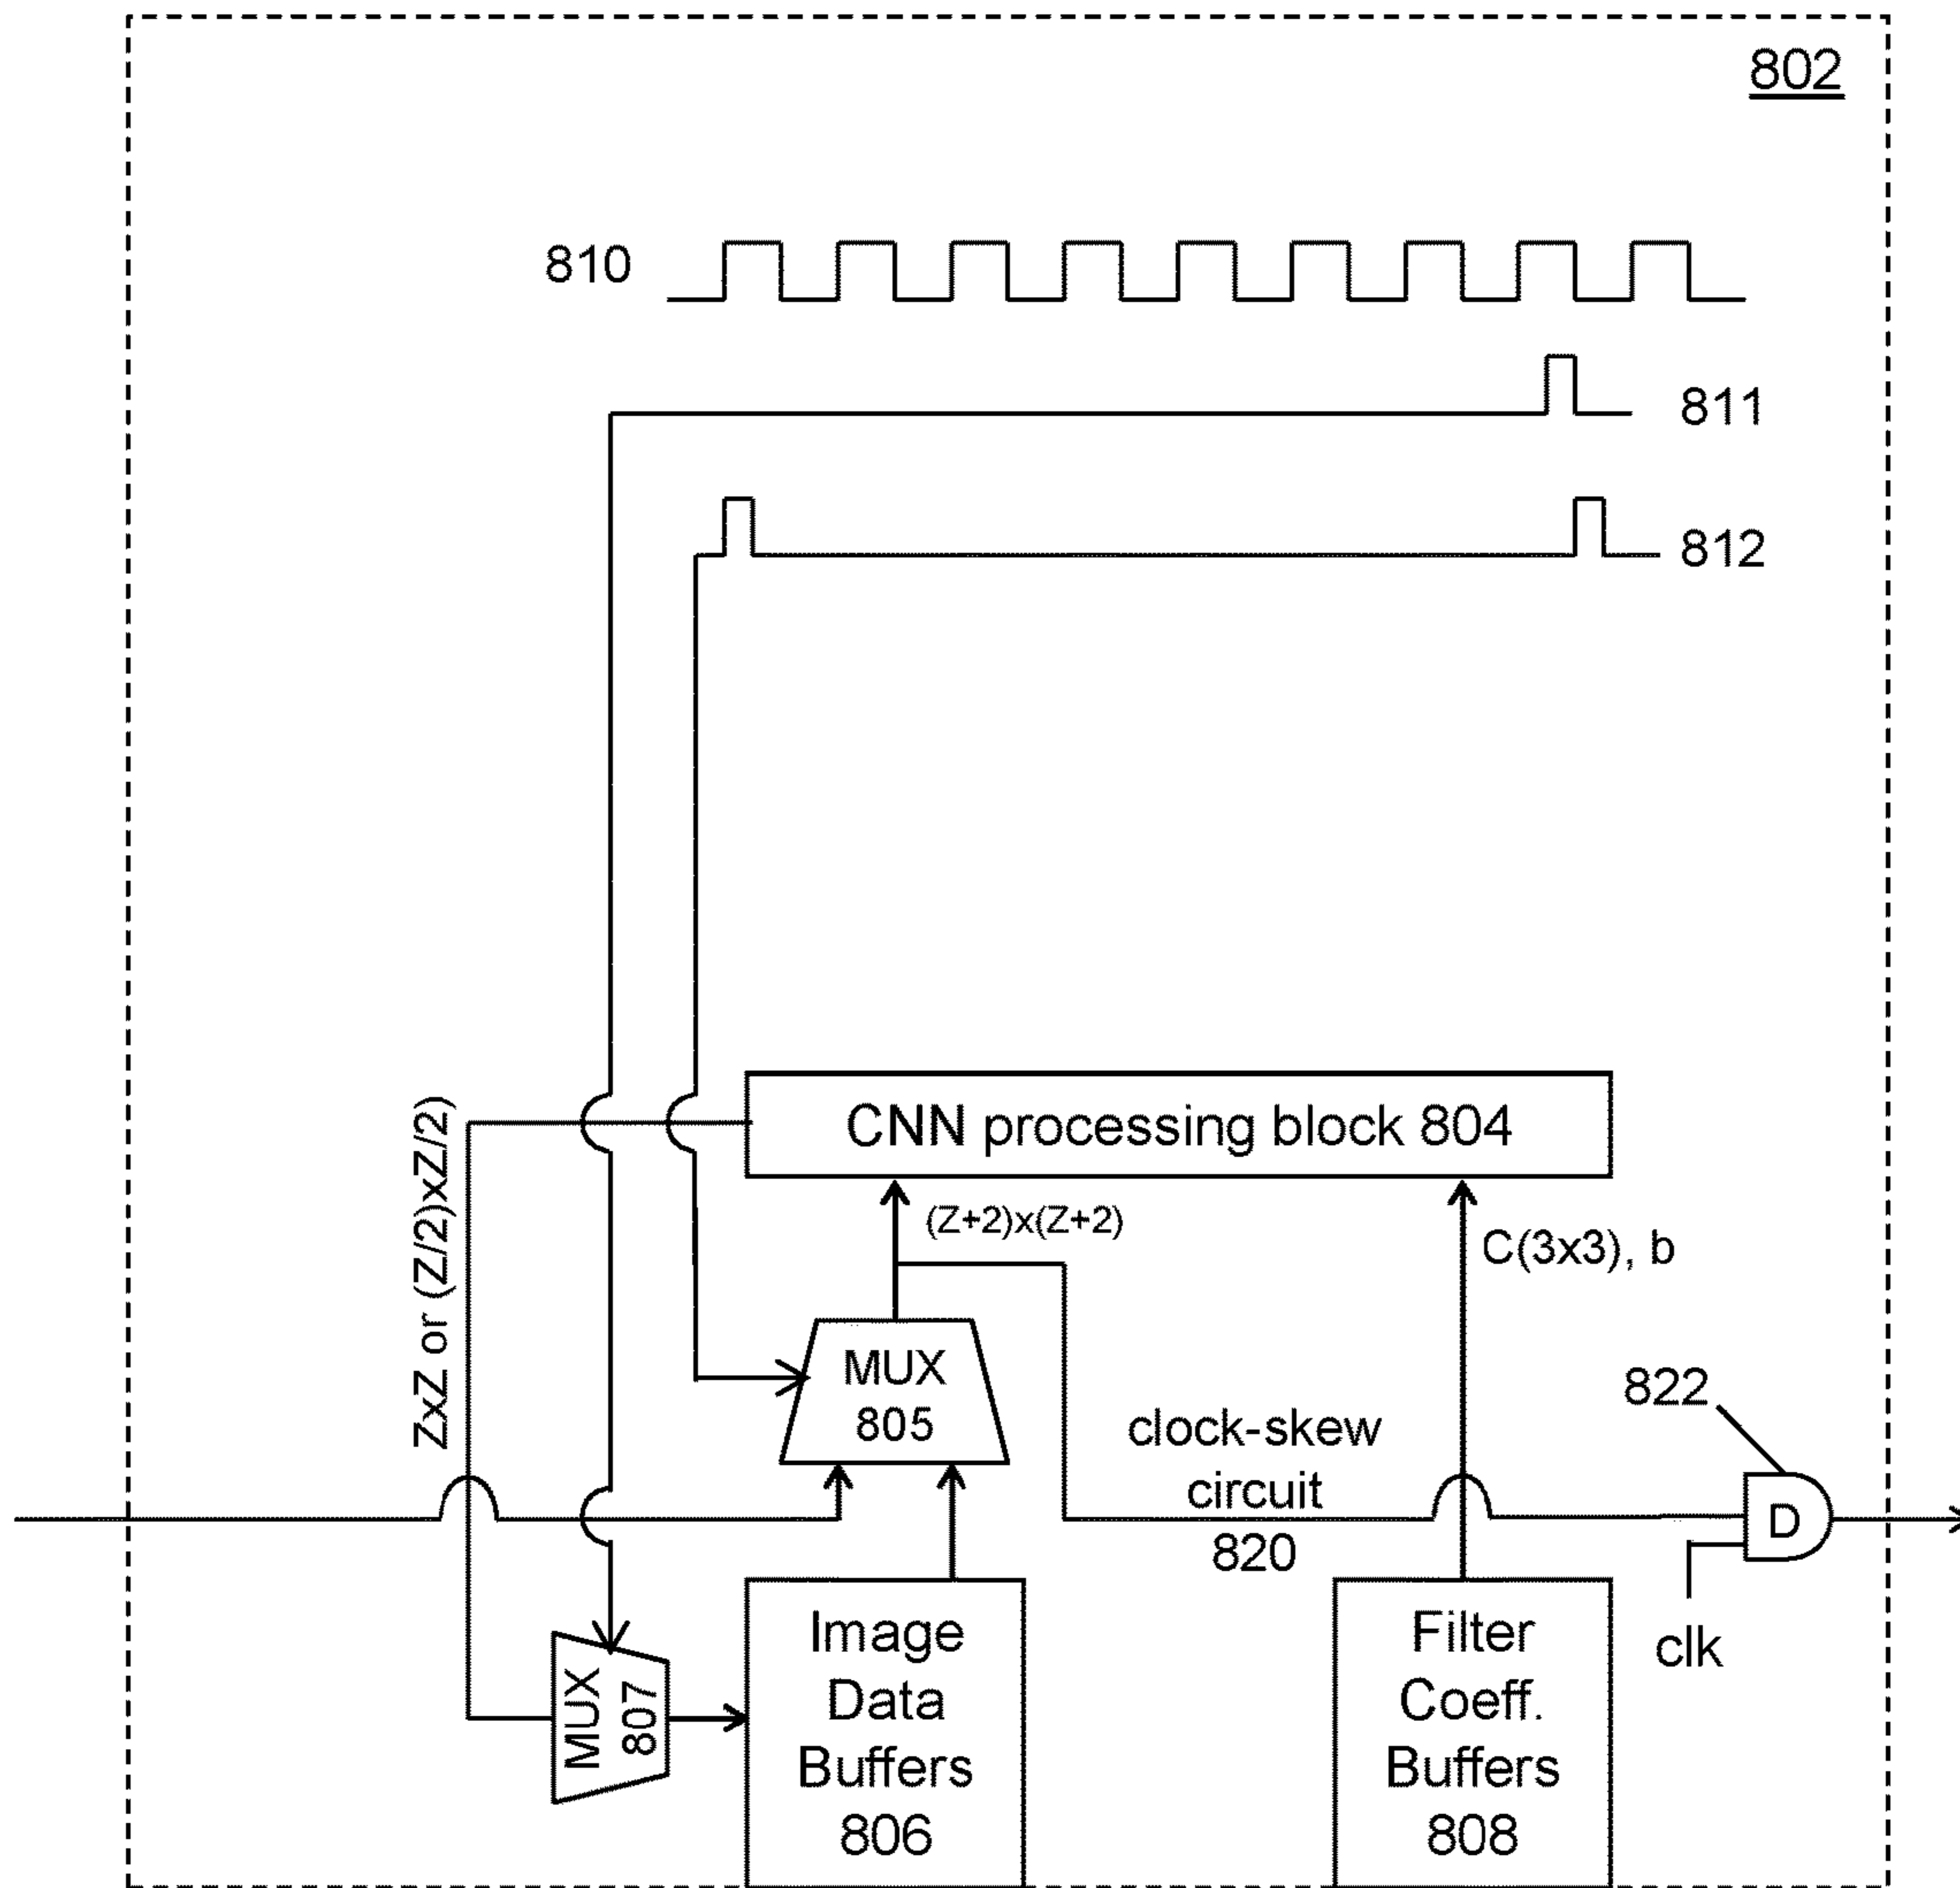 802
810
811
812
ZxZ or (Z/2)xZ/2)
CNN processing block 804
(Z+2)x(Z+2)
C(3x3), b
MUX
805
822
clock-skew
circuit
820
D
clk
MUX
807
Image
Data
Buffers
806
Filter
Coeff.
Buffers
808